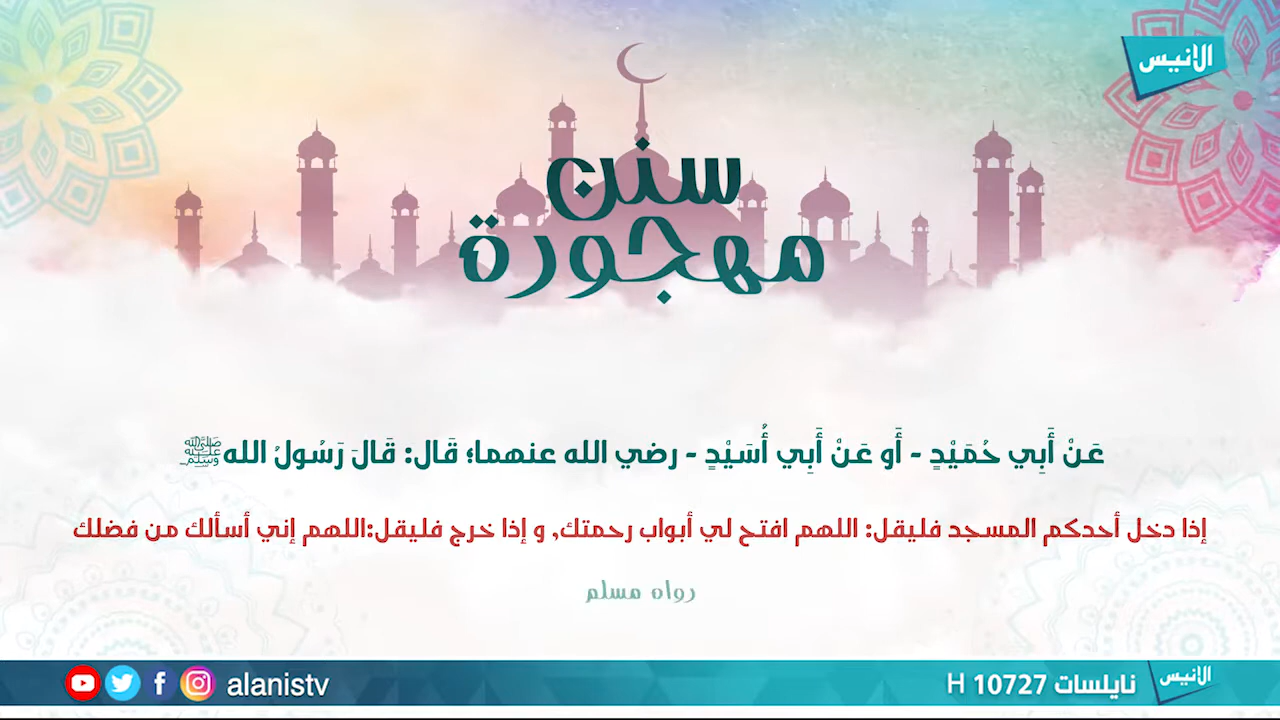 الانيس
سنن
مهجورة
عَنْ أَبِي حُمَيْدٍ - أَو عَنْ أَبِي أُسَيْدٍ - رضي الله عنهما؛ قَال: قَالَ رَسُولُ الله ﷺ
إذا دخل أحدكم المسجد فليقل: اللهم افتح لي أبواب رحمتك, و إذا خرج فليقل:اللهم إني أسألك من فضلك
رواه مسلم
الانيس نايلسات 10727 H
alanistv